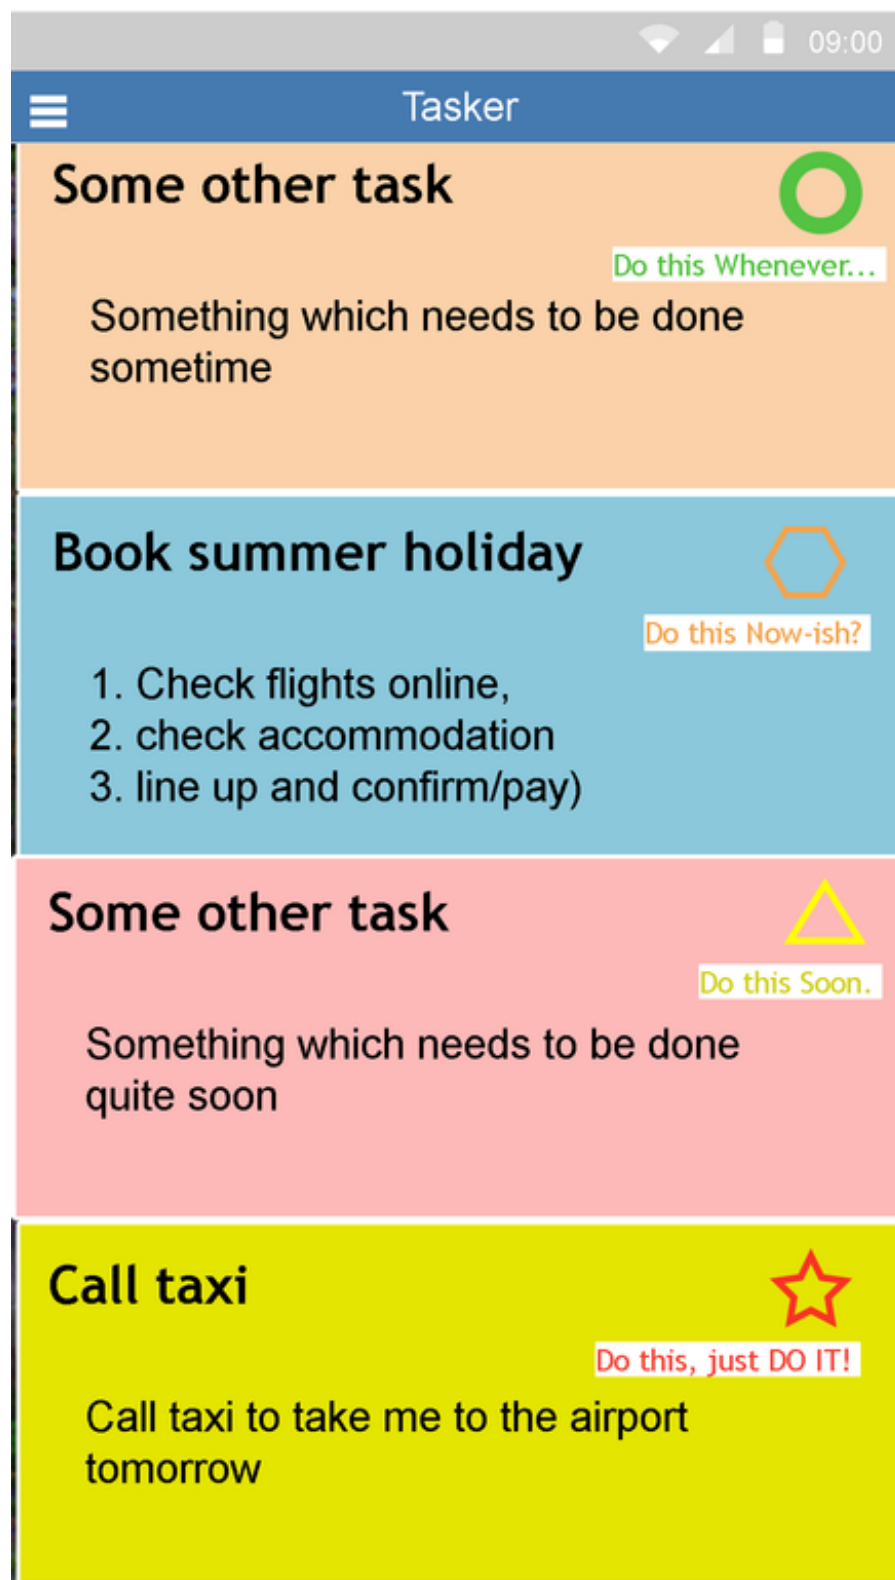 09:00
Tasker
Some other task
Do this Whenever...
Something which needs to be done
sometime
Book summer holiday
Do this Now-ish?
1. Check flights online,
2. check accommodation
3. line up and confirm/pay)
Some other task
Do this Soon.
Something which needs to be done
quite soon
Call taxi
Do this, just DO IT!
Call taxi to take me to the airport
tomorrow